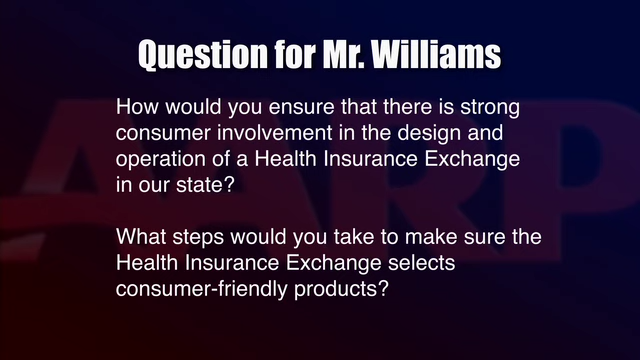 Question for Mr. Williams
How would you ensure that there is strong
consumer involvement in the design and
operation of a Health Insurance Exchange
in our state?
What steps would you take to make sure the
Health Insurance Exchange selects
consumer-friendly products?
AARP